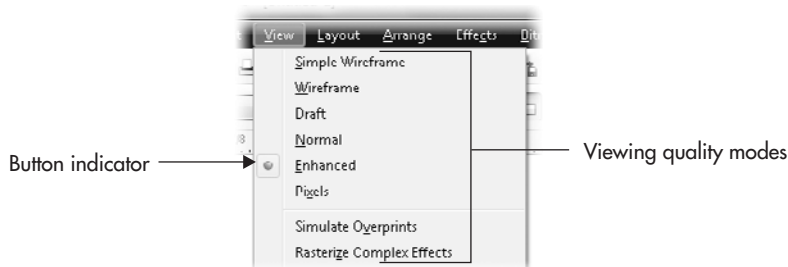 View Layout Arrange Effects
Simple Wireframe
Wireframe
Draft
Normal
Enhanced
Pixels
Simulate Overprints
Rasterize Complex Effects
Button indicator
Viewing quality modes